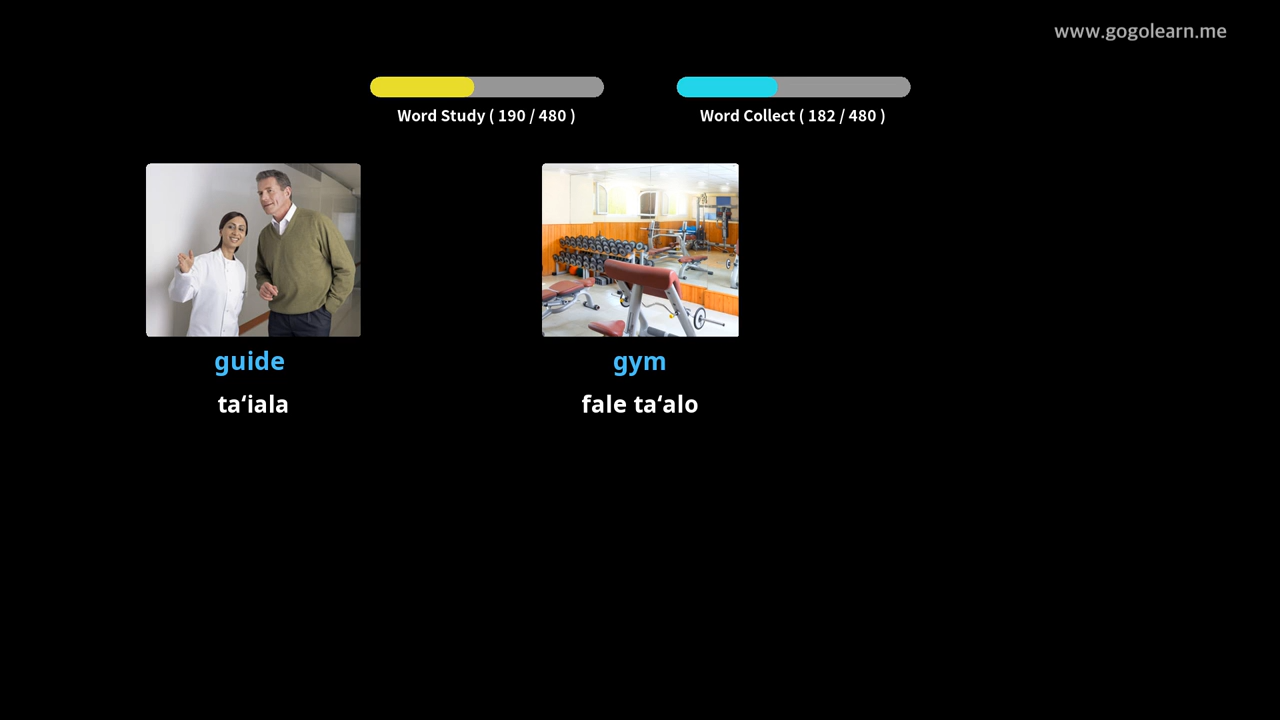 www.gogolearn.me
Word Study ( 190 / 480 )
Word Collect ( 182 / 480 )
guide
ta‘iala
gym
fale ta‘alo